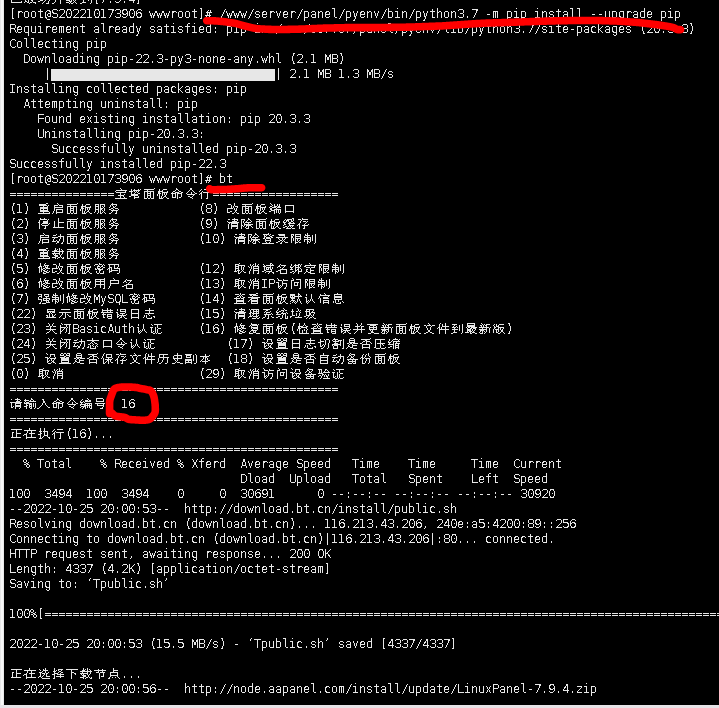 [root@S202210173906 wwwroot]# /www/server/panel/pyenv/bin/python3.7 -m pip install --upgrade pip
Requirement already satisfied: pip in /www/server/panel/pyenv/lib/python3.7/site-packages (20.3.3)
Collecting pip
Downloading pip-22.3-py3-none-any.whl (2.1 MB)
| | 2.1 MB 1.3 MB/s
Installing collected packages: pip
Attempting uninstall: pip
Found existing installation: pip 20.3.3
Uninstalling pip-20.3.3:
Successfully uninstalled pip-20.3.3
Successfully installed pip-22.3
[root@S202210173906 wwwroot]# bt
===============宝塔面板命令行==================
(1) 重启面板服务 (8) 改面板端口
(2) 停止面板服务 (9) 清除面板缓存
(3) 启动面板服务 (10) 清除登录限制
(4) 重载面板服务
(5) 修改面板密码 (12) 取消域名绑定限制
(6) 修改面板用户名 (13) 取消IP访问限制
(7) 强制修改MySQL密码 (14) 查看面板默认信息
(22) 显示面板错误日志 (15) 清理系统垃圾
(23) 关闭BasicAuth认证 (16) 修复面板(检查错误并更新面板文件到最新版)
(24) 关闭动态口令认证 (17) 设置日志切割是否压缩
(25) 设置是否保存文件历史副本 (18) 设置是否自动备份面板
(0) 取消 (29) 取消访问设备验证
===============================================
请输入命令编号 16
===============================================
正在执行(16)...
===============================================
% Total % Received % Xferd Average Speed Time Time Time Current
Dload Upload Total Spent Left Speed
100 3494 100 3494 0 0 30691 0 --:--:-- --:--:-- --:--:-- 30920
--2022-10-25 20:00:53-- http://download.bt.cn/install/public.sh
Resolving download.bt.cn (download.bt.cn)... 116.213.43.206, 240e:a5:4200:89::256
Connecting to download.bt.cn (download.bt.cn)|116.213.43.206|:80... connected.
HTTP request sent, awaiting response... 200 OK
Length: 4337 (4.2K) [application/octet-stream]
Saving to: ‘Tpublic.sh’
100%[================================================================================================
2022-10-25 20:00:53 (15.5 MB/s) - ‘Tpublic.sh’ saved [4337/4337]
正在选择下载节点...
--2022-10-25 20:00:56-- http://node.aapanel.com/install/update/LinuxPanel-7.9.4.zip